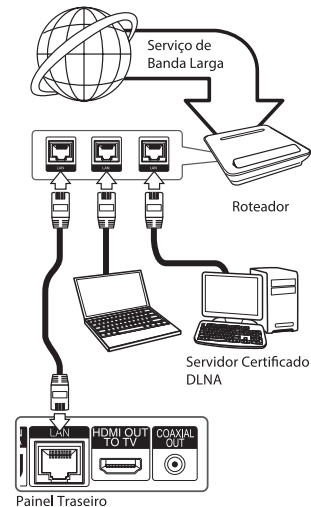 Serviço de
Banda Larga
LAN
LAN
LAN
Roteador
Servidor Certificado
DLNA
LAN
HDMI OUT
TO TV
COAXIAL
OUT
Painel Traseiro